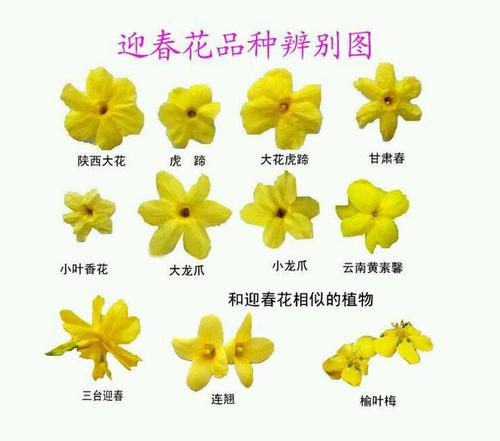 迎春花品种辨别图
陕西大花
虎 蹄
大花虎蹄
甘肃春
小叶香花
大龙爪
小龙爪
云南黄素馨
和迎春花相似的植物
三台迎春
连翘
榆叶梅